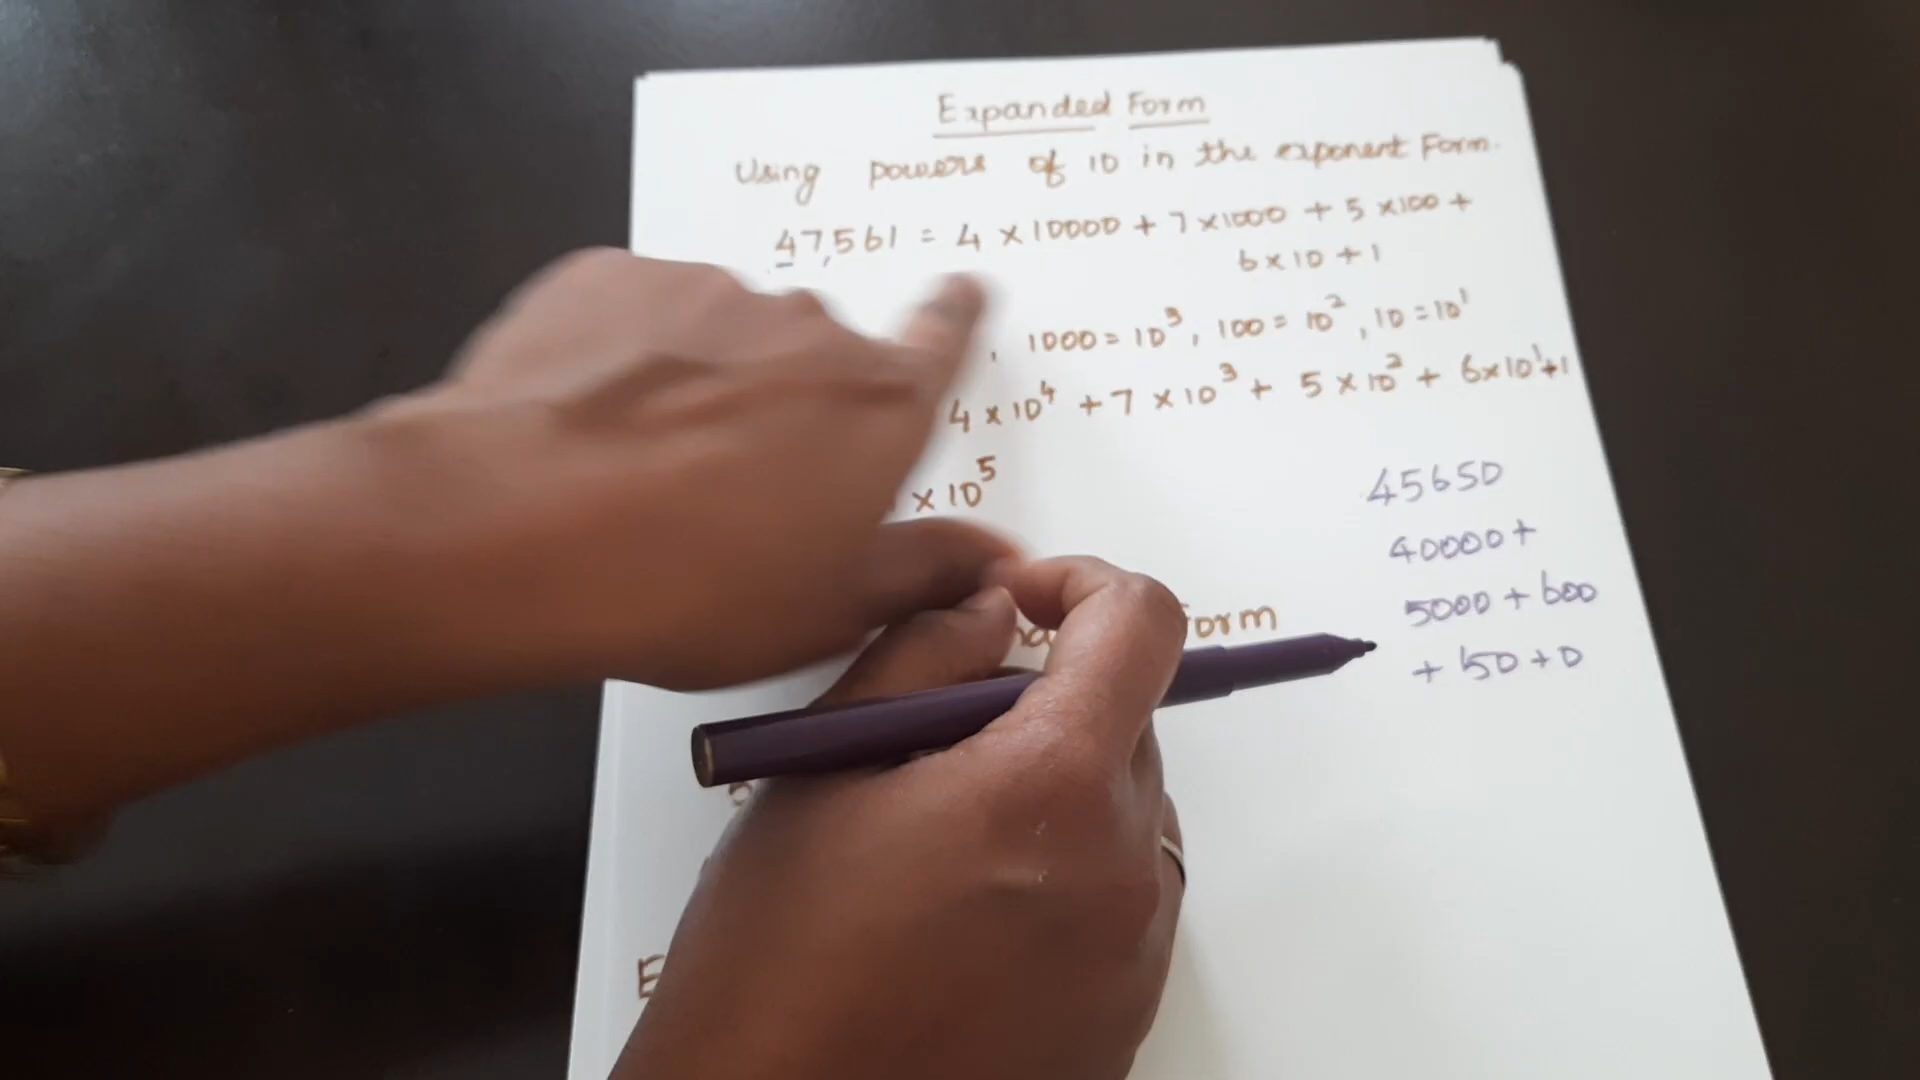 Expanded Form
Using powers of 10 in the exponent Form.
47,561 = 4 × 10000 + 7 × 1000 + 5 × 100 +
6 × 10 + 1
, 1000 = 10³, 100 = 10², 10 = 10¹
4 × 10⁴ + 7 × 10³ + 5 × 10² + 6 × 10¹ + 1
× 10⁵
45650
40000 +
5000 + 600
+ 50 + 0
Form